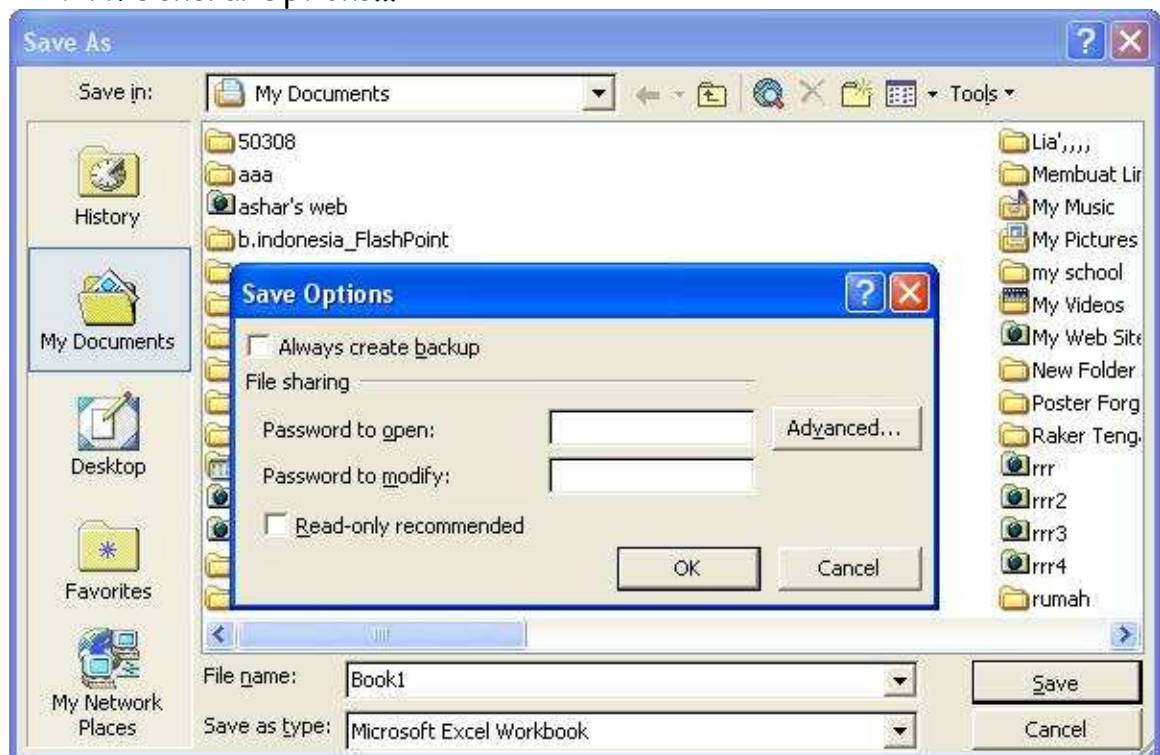 Save As
Save in:
My Documents
Tools
History
My Documents
Desktop
Favorites
My Network
Places
50308
aaa
ashar's web
b.indonesia_FlashPoint
Lia',,,,
Membuat
My Music
My Pictures
my school
My Videos
My Web
New Folder
Poster
Raker
rrr
rrr2
rrr3
rrr4
rumah
Save Options
Always create backup
File sharing
Password to open:
Advanced...
Password to modify:
Read-only recommended
OK
Cancel
File name:
Book1
Save
Save as type:
Microsoft Excel Workbook
Cancel